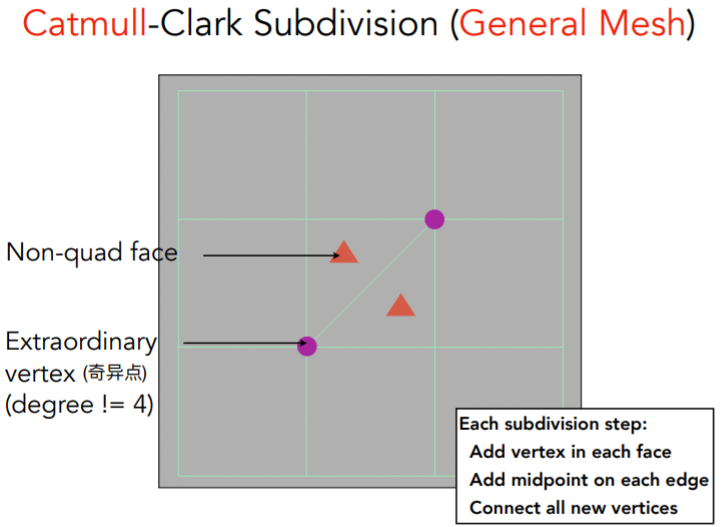 Catmull-Clark Subdivision (General Mesh)
Non-quad face
Extraordinary
vertex (奇异点)
(degree != 4)
Each subdivision step:
Add vertex in each face
Add midpoint on each edge
Connect all new vertices